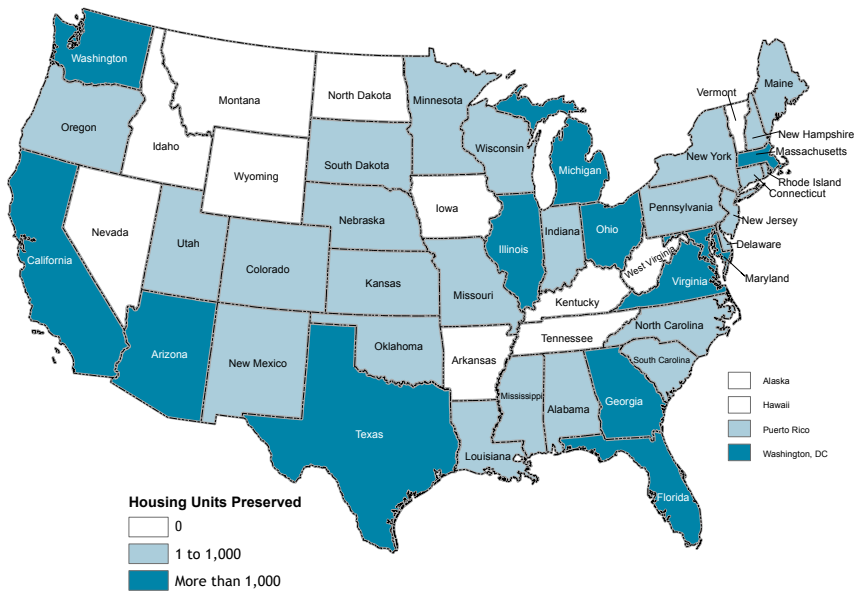 Washington
Montana
North Dakota
Minnesota
Maine
Vermont
Oregon
Idaho
Wisconsin
New Hampshire
Massachusetts
New York
South Dakota
Michigan
Wyoming
Rhode Island
Connecticut
Iowa
Pennsylvania
Nebraska
New Jersey
Nevada
Utah
Illinois
Indiana
Ohio
Delaware
California
Colorado
West Virginia
Kansas
Maryland
Virginia
Missouri
Kentucky
North Carolina
Tennessee
Arizona
Oklahoma
New Mexico
Arkansas
South Carolina
Mississippi
Alabama
Georgia
Texas
Louisiana
Florida
Alaska
Hawaii
Puerto Rico
Washington, DC
Housing Units Preserved
0
1 to 1,000
More than 1,000